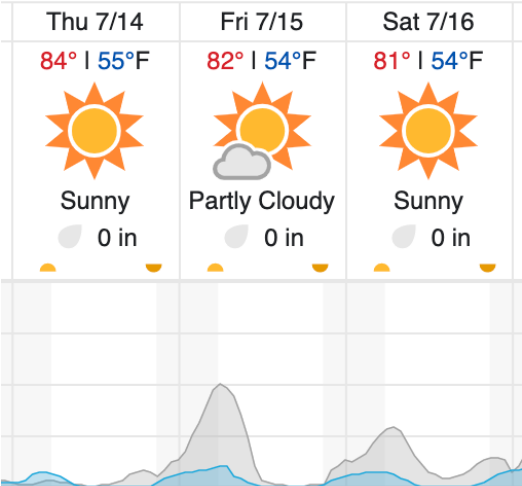 Thu 7/14 Fri 7/15 Sat 7/16
84° | 55°F 82° | 54°F 81° | 54°F
Sunny Partly Cloudy Sunny
0 in 0 in 0 in